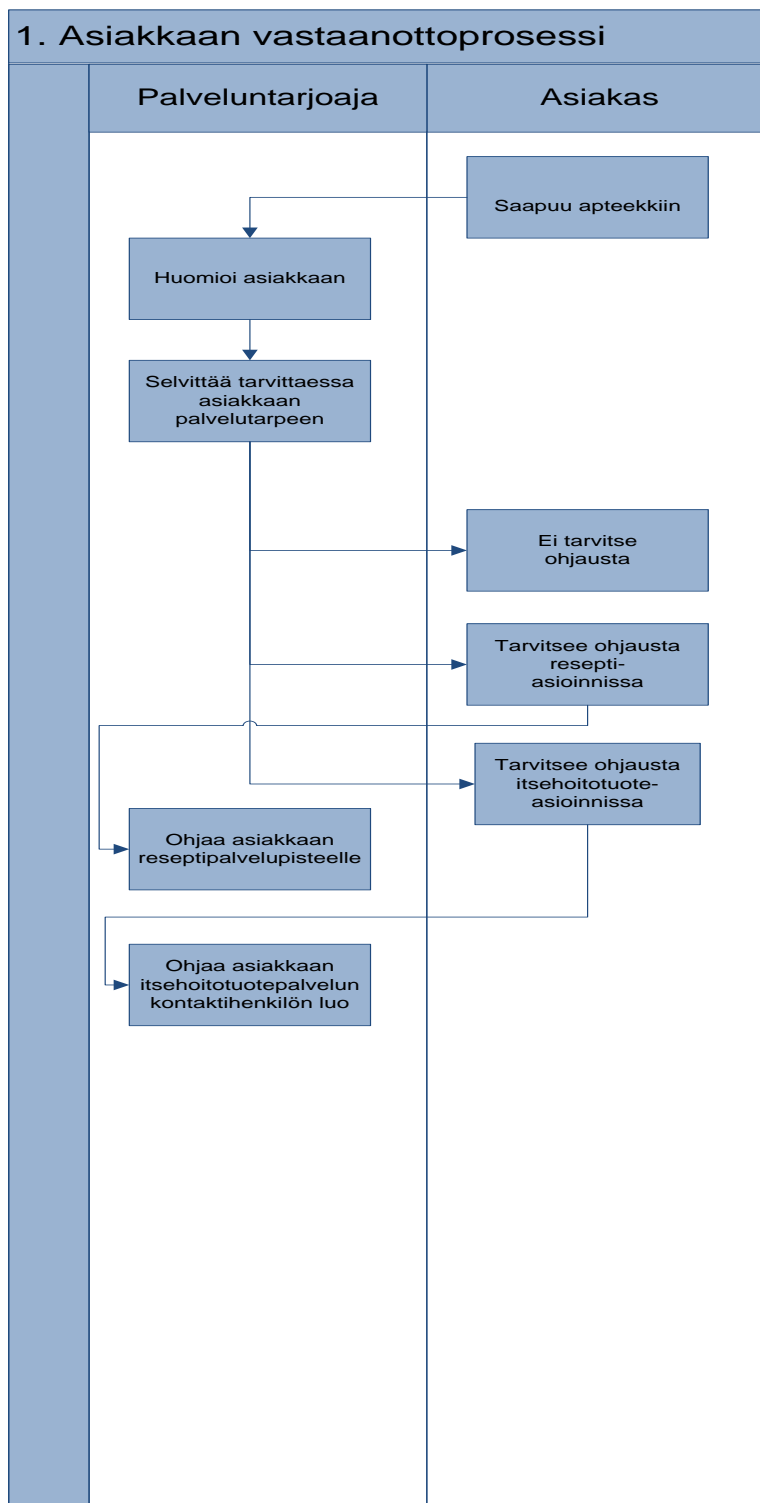 1. Asiakkaan vastaanottoprosessi
Palveluntarjoaja
Asiakas
Saapuu apteekkiin
Huomioi asiakkaan
Selvittää tarvittaessa
asiakkaan
palvelutarpeen
Ei tarvitse
ohjausta
Tarvitsee ohjausta
resepti-
asioinnissa
Tarvitsee ohjausta
itsehoitotuote-
asioinnissa
Ohjaa asiakkaan
reseptipalvelupisteelle
Ohjaa asiakkaan
itsehoitotuotepalvelun
kontaktihenkilön luo